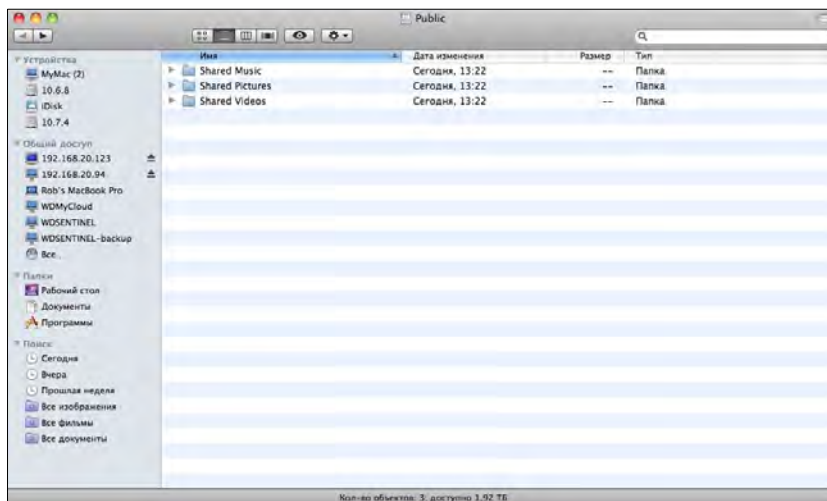 Public
Имя Дата изменения Размер Тип
Shared Music Сегодня, 13:22 -- Папка
Shared Pictures Сегодня, 13:22 -- Папка
Shared Videos Сегодня, 13:22 -- Папка
УСТРОЙСТВА
MyMac (2)
10.6.8
iDisk
10.7.4
Общий доступ
192.168.20.123
192.168.20.94
Rob's MacBook Pro
WDMyCloud
WDSENTINEL
WDSENTINEL-backup
Все...
Папки
Рабочий стол
Документы
Программы
Поиск
Сегодня
Вчера
Прошлая неделя
Все изображения
Все фильмы
Все документы
Кол-во объектов: 3, доступно 1,92 ТБ